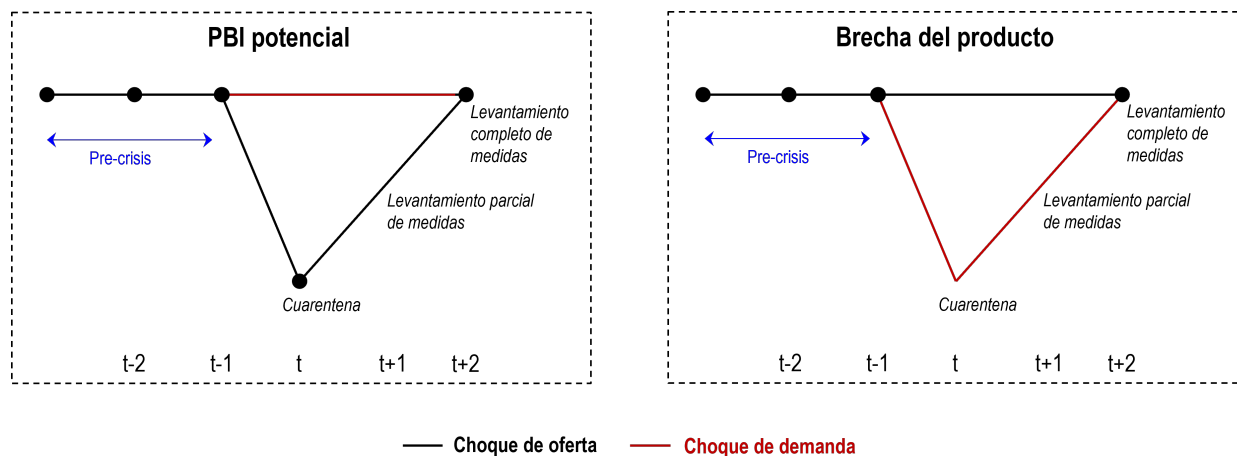 PBI potencial
Levantamiento
completo de
medidas
Pre-crisis
Levantamiento parcial
de medidas
Cuarentena
t-2
t-1
t
t+1
t+2
Brecha del producto
Levantamiento
completo de
medidas
Pre-crisis
Levantamiento parcial
de medidas
Cuarentena
t-2
t-1
t
t+1
t+2
Choque de oferta
Choque de demanda